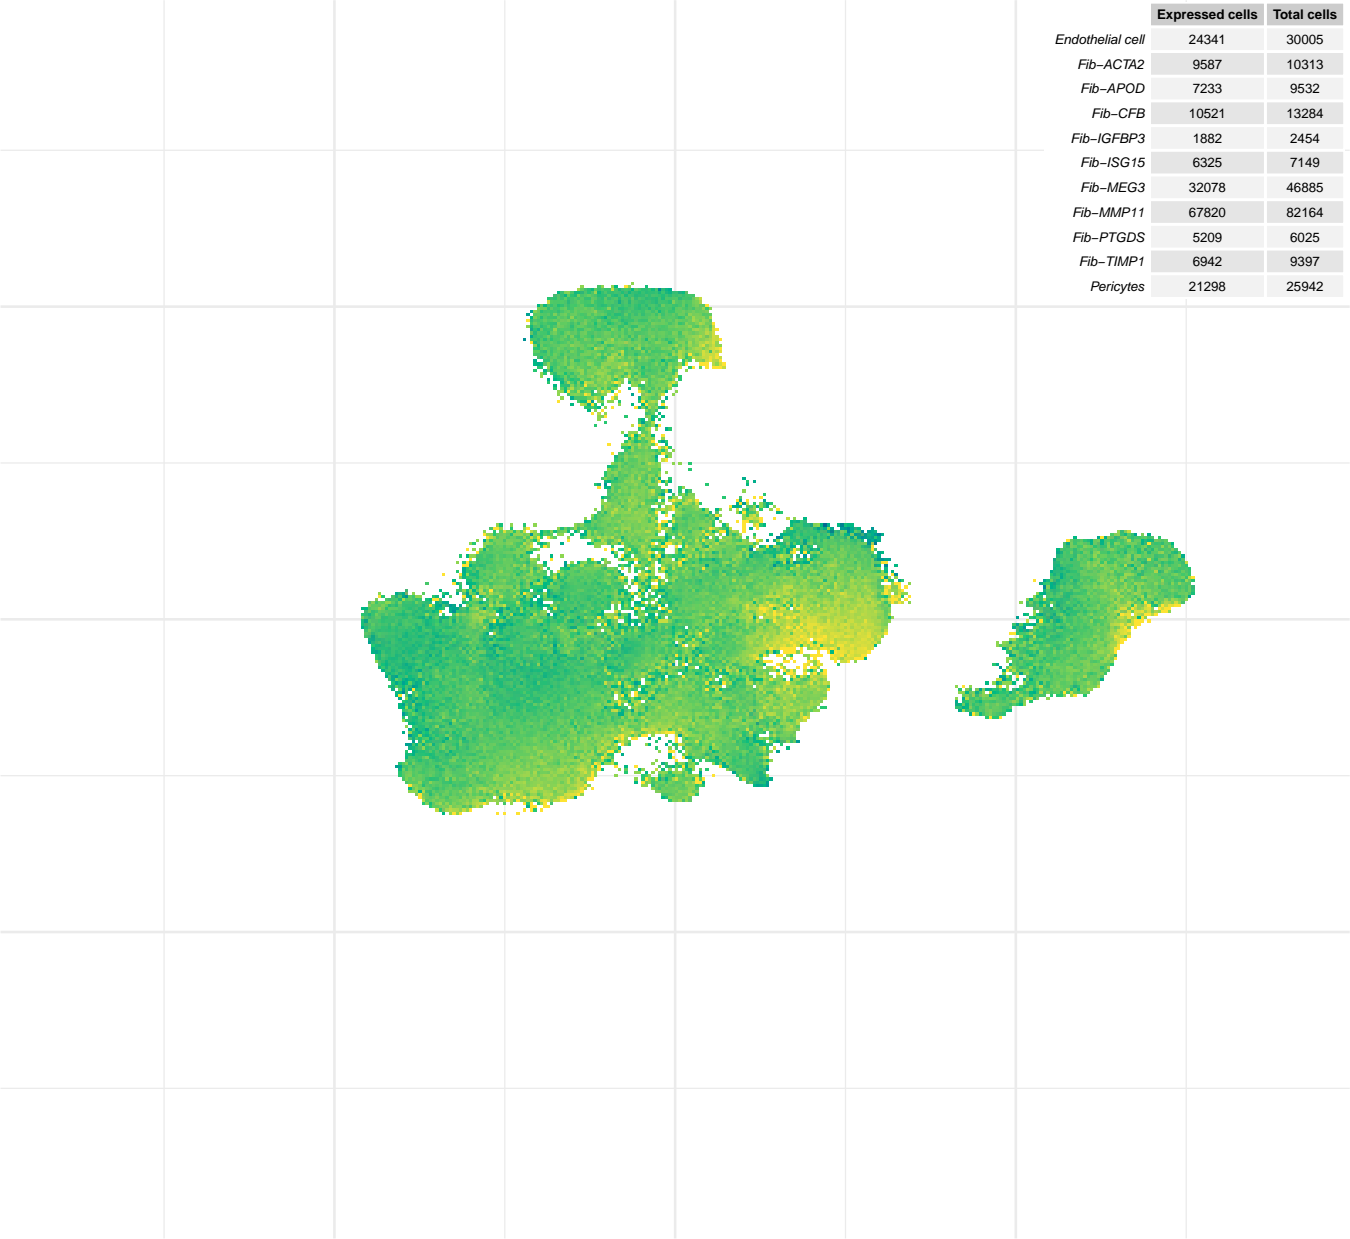 Expressed cells Total cells
Endothelial cell 24341 30005
Fib−ACTA2 9587 10313
Fib−APOD 7233 9532
Fib−CFB 10521 13284
Fib−IGFBP3 1882 2454
Fib−ISG15 6325 7149
Fib−MEG3 32078 46885
Fib−MMP11 67820 82164
Fib−PTGDS 5209 6025
Fib−TIMP1 6942 9397
Pericytes 21298 25942